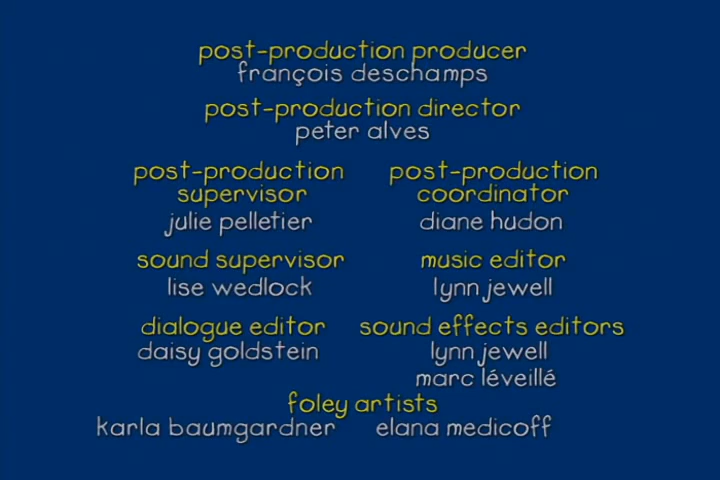 post-production producer
françois deschamps
post-production director
peter alves
post-production
supervisor
julie pelletier
post-production
coordinator
diane hudon
sound supervisor
lise wedlock
music editor
lynn jewell
dialogue editor
daisy goldstein
sound effects editors
lynn jewell
marc léveillé
foley artists
karla baumgardner
elana medicoff